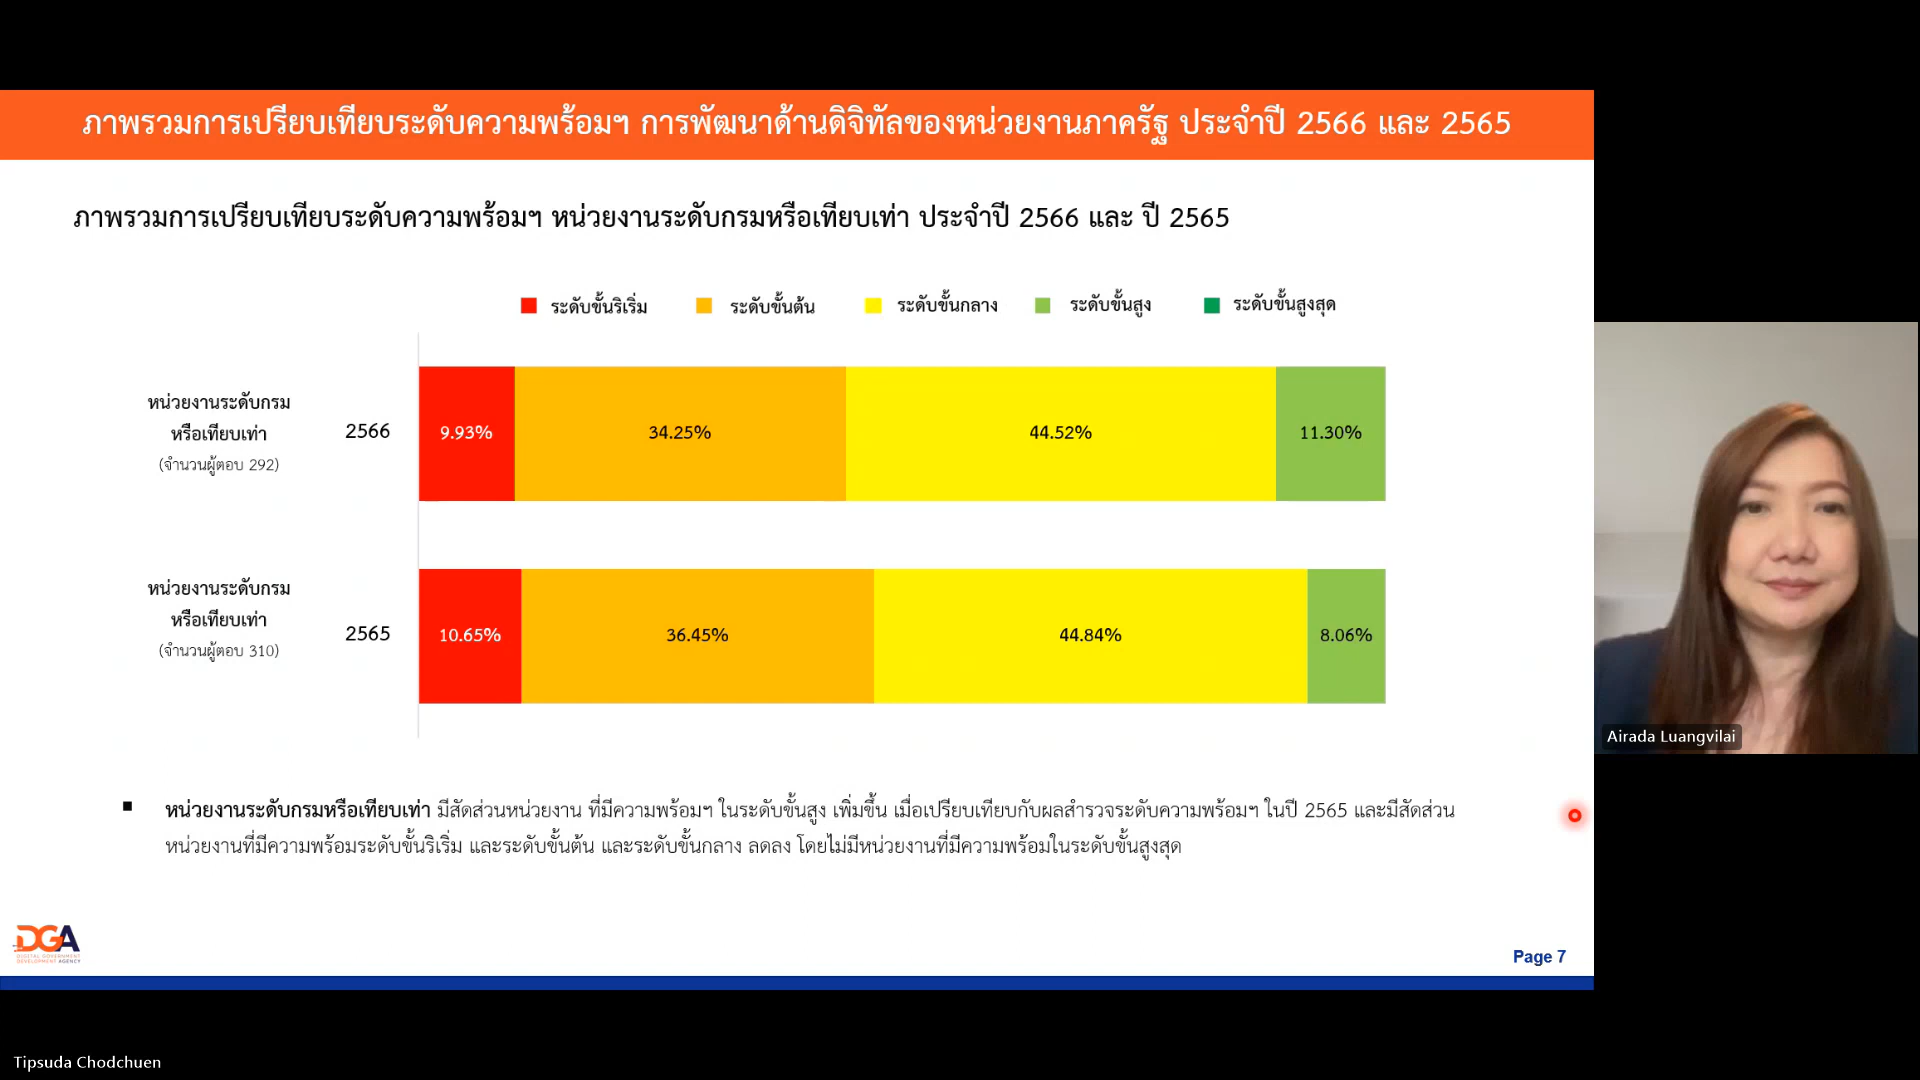 ภาพรวมการเปรียบเทียบระดับความพร้อมฯ การพัฒนาด้านดิจิทัลของหน่วยงานภาครัฐ ประจำปี 2566 และ 2565
ภาพรวมการเปรียบเทียบระดับความพร้อมฯ หน่วยงานระดับกรมหรือเทียบเท่า ประจำปี 2566 และ ปี 2565
ระดับขั้นริเริ่ม ระดับขั้นต้น ระดับขั้นกลาง ระดับขั้นสูง ระดับขั้นสูงสุด
หน่วยงานระดับกรม
หรือเทียบเท่า
(จำนวนผู้ตอบ 292)
2566
9.93% 34.25% 44.52% 11.30%
หน่วยงานระดับกรม
หรือเทียบเท่า
(จำนวนผู้ตอบ 310)
2565
10.65% 36.45% 44.84% 8.06%
หน่วยงานระดับกรมหรือเทียบเท่า มีสัดส่วนหน่วยงาน ที่มีความพร้อมฯ ในระดับขั้นสูง เพิ่มขึ้น เมื่อเปรียบเทียบกับผลสำรวจระดับความพร้อมฯ ในปี 2565 และมีสัดส่วน
หน่วยงานที่มีความพร้อมระดับขั้นริเริ่ม และระดับขั้นต้น และระดับขั้นกลาง ลดลง โดยไม่มีหน่วยงานที่มีความพร้อมในระดับขั้นสูงสุด
DGA
DIGITAL GOVERNMENT
DEVELOPMENT AGENCY
Page 7
Airada Luangvilai
Tipsuda Chodchuen